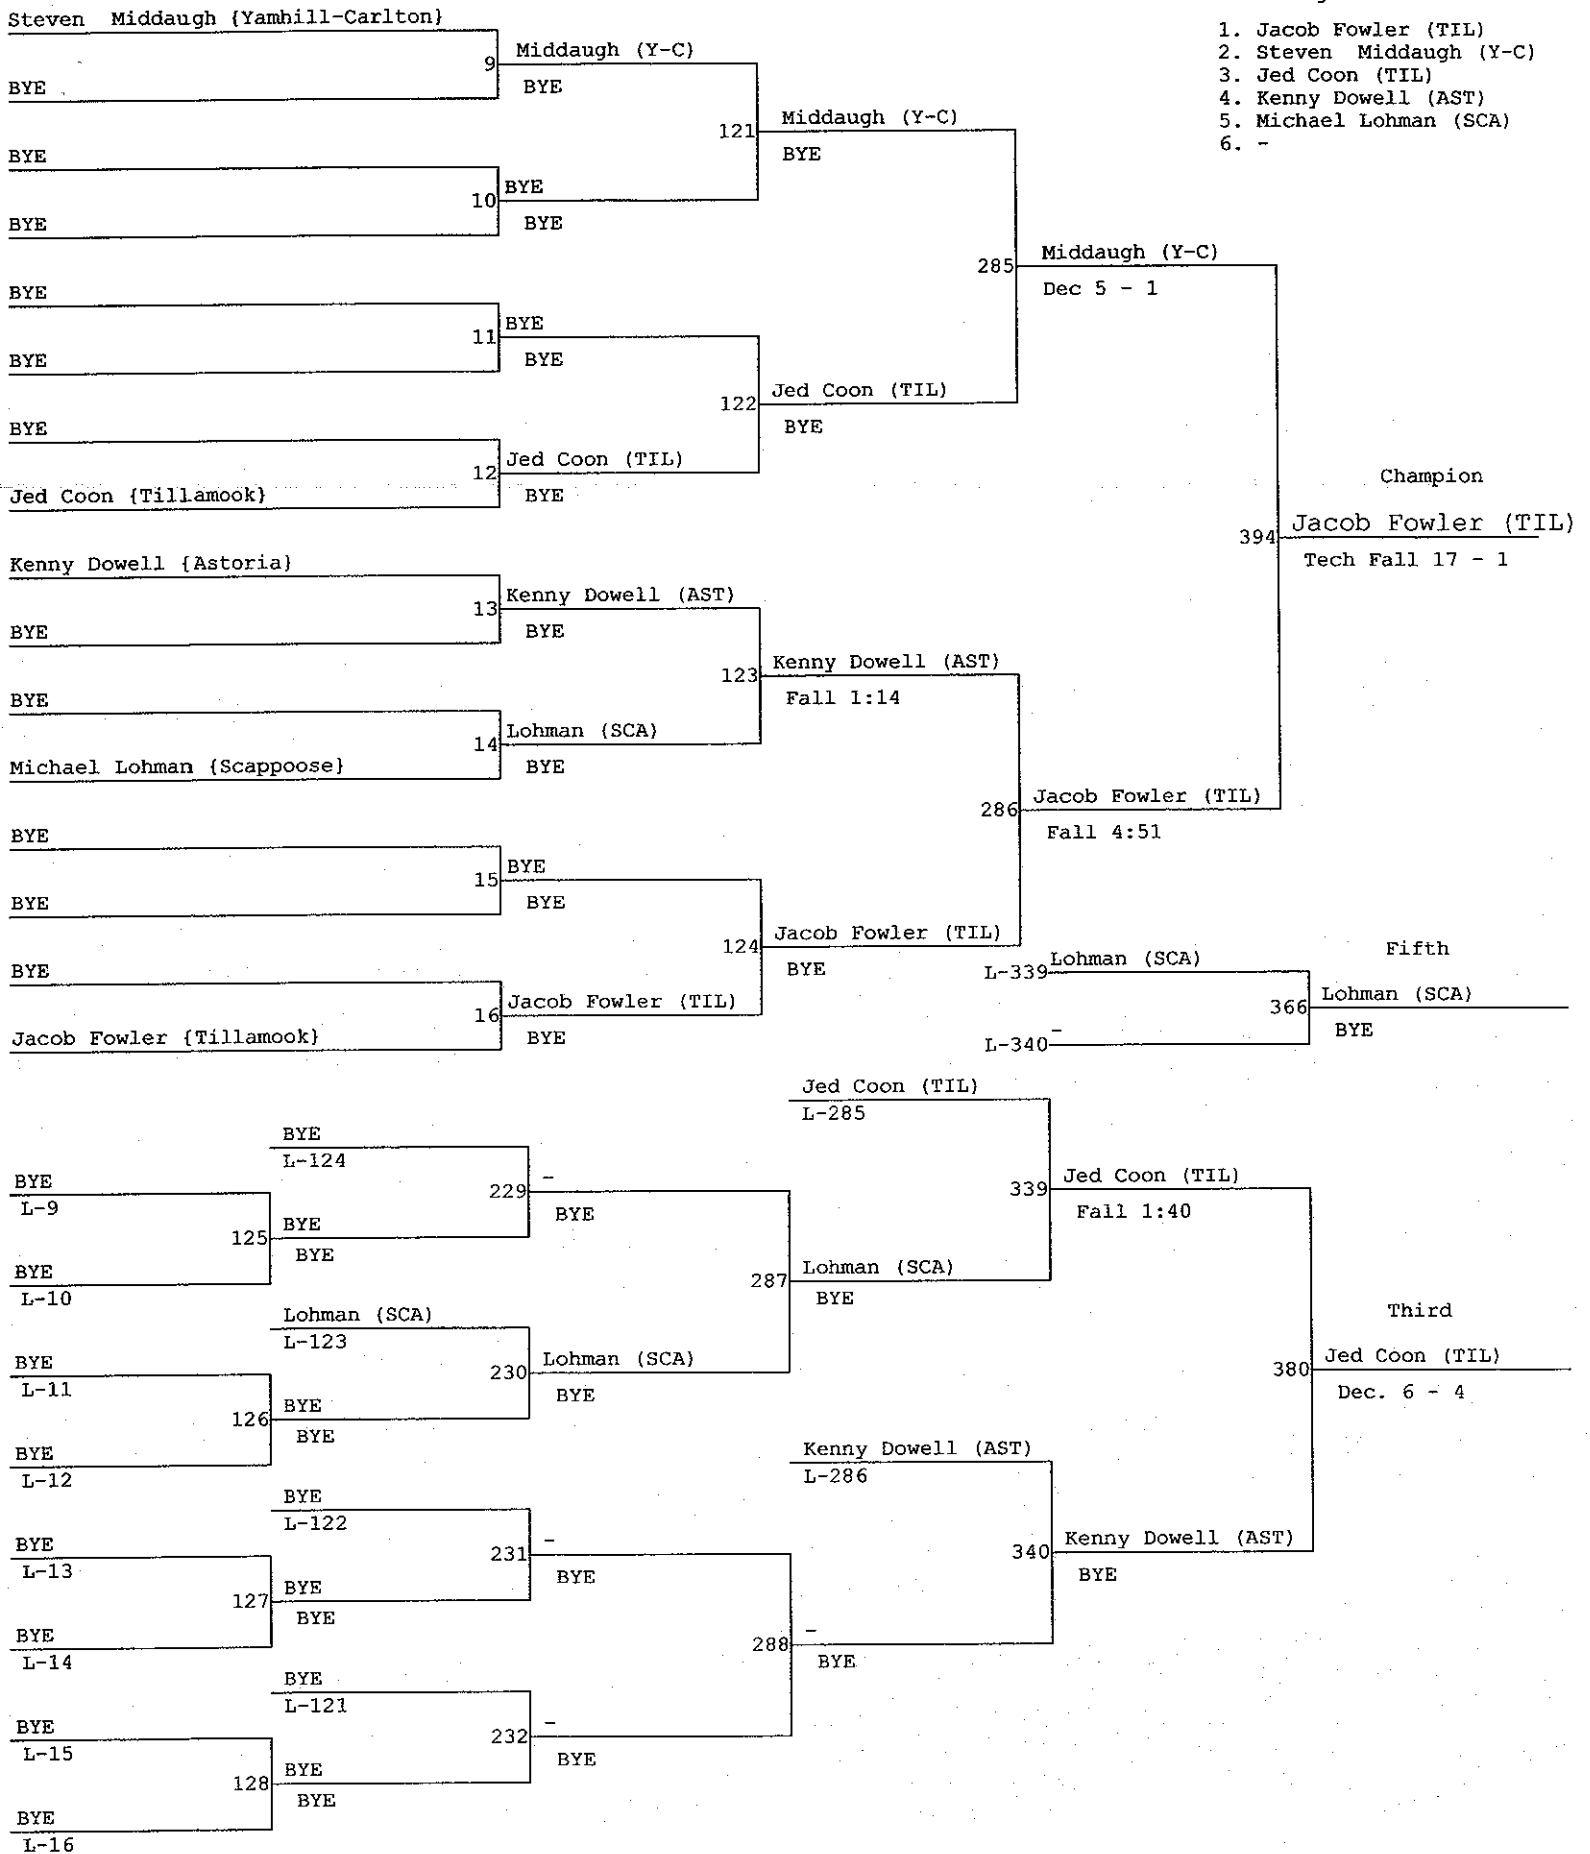 1. Jacob Fowler (TIL)
2. Steven Middaugh (Y-C)
3. Jed Coon (TIL)
4. Kenny Dowell (AST)
5. Michael Lohman (SCA)
6. -
Steven Middaugh {Yamhill-Carlton}
9 Middaugh (Y-C)
BYE
BYE
121 Middaugh (Y-C)
BYE
BYE
10 BYE
BYE
BYE
285 Middaugh (Y-C)
Dec 5 - 1
BYE
11 BYE
BYE
BYE
122 Jed Coon (TIL)
BYE
BYE
12 Jed Coon (TIL)
BYE
Jed Coon {Tillamook}
Champion
394 Jacob Fowler (TIL)
Tech Fall 17 - 1
Kenny Dowell {Astoria}
13 Kenny Dowell (AST)
BYE
BYE
123 Kenny Dowell (AST)
Fall 1:14
BYE
14 Lohman (SCA)
BYE
Michael Lohman {Scappoose}
286 Jacob Fowler (TIL)
Fall 4:51
BYE
15 BYE
BYE
BYE
124 Jacob Fowler (TIL)
BYE
BYE
16 Jacob Fowler (TIL)
BYE
Jacob Fowler {Tillamook}
Fifth
L-339 Lohman (SCA)
366 Lohman (SCA)
BYE
L-340 -
Jed Coon (TIL)
L-285
BYE
L-124
229 -
BYE
BYE
L-9
125 BYE
BYE
BYE
L-10
339 Jed Coon (TIL)
Fall 1:40
287 Lohman (SCA)
BYE
Lohman (SCA)
L-123
230 Lohman (SCA)
BYE
BYE
L-11
126 BYE
BYE
BYE
L-12
Third
380 Jed Coon (TIL)
Dec. 6 - 4
Kenny Dowell (AST)
L-286
BYE
L-122
231 -
BYE
BYE
L-13
127 BYE
BYE
BYE
L-14
340 Kenny Dowell (AST)
BYE
288 -
BYE
BYE
L-121
232 -
BYE
BYE
L-15
128 BYE
BYE
BYE
L-16